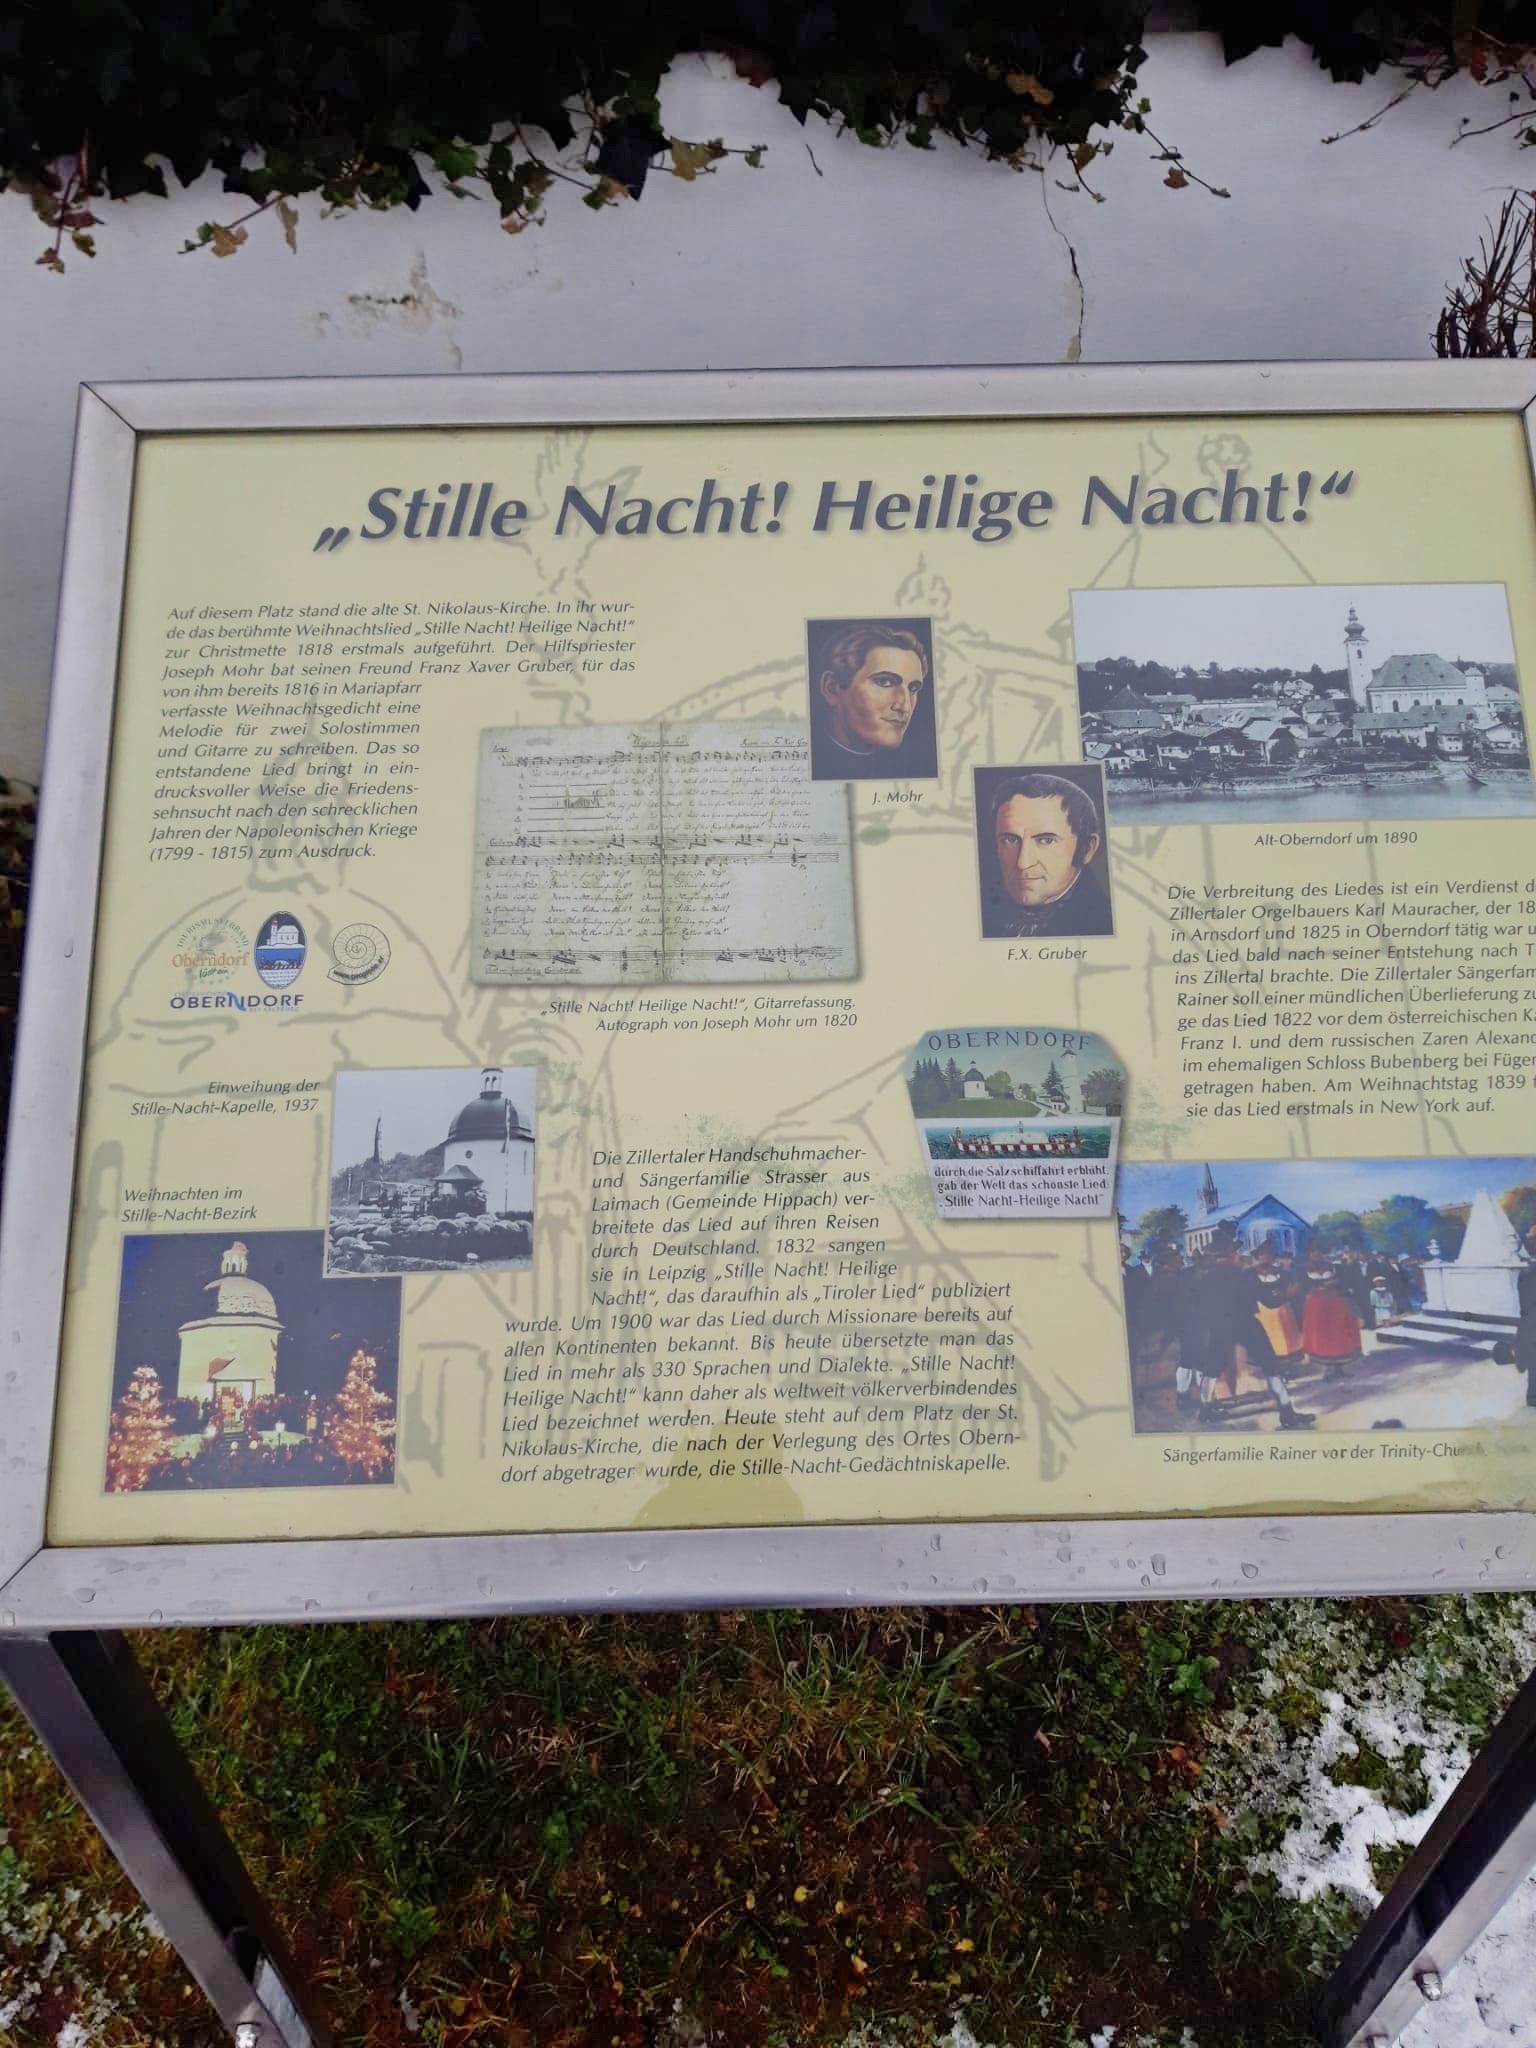 „Stille Nacht! Heilige Nacht!“
Auf diesem Platz stand die alte St. Nikolaus-Kirche. In ihr wur-
de das berühmte Weihnachtslied „Stille Nacht! Heilige Nacht!“
zur Christmette 1818 erstmals aufgeführt. Der Hilfspriester
Joseph Mohr bat seinen Freund Franz Xaver Gruber, für das
von ihm bereits 1816 in Mariapfarr
verfasste Weihnachtsgedicht eine
Melodie für zwei Solostimmen
und Gitarre zu schreiben. Das so
entstandene Lied bringt in ein-
drucksvoller Weise die Friedens-
sehnsucht nach den schrecklichen
Jahren der Napoleonischen Kriege
(1799 - 1815) zum Ausdruck.
TOURISMUSVERBAND
Oberndorf
OBERNDORF
BEI SALZBURG
„Stille Nacht! Heilige Nacht!“, Gitarrefassung.
Autograph von Joseph Mohr um 1820
J. Mohr
F.X. Gruber
Alt-Oberndorf um 1890
Die Verbreitung des Liedes ist ein Verdienst
Zillertaler Orgelbauers Karl Mauracher, der
in Arnsdorf und 1825 in Oberndorf tätig war
das Lied bald nach seiner Entstehung nach
ins Zillertal brachte. Die Zillertaler
Rainer soll einer mündlichen Überlieferung
ge das Lied 1822 vor dem österreichischen
Franz I. und dem russischen Zaren
im ehemaligen Schloss Bubenberg bei
getragen haben. Am Weihnachtstag 1839
sie das Lied erstmals in New York auf.
Einweihung der
Stille-Nacht-Kapelle, 1937
Weihnachten im
Stille-Nacht-Bezirk
Die Zillertaler Handschuhmacher-
und Sängerfamilie Strasser aus
Laimach (Gemeinde Hippach) ver-
breitete das Lied auf ihren Reisen
durch Deutschland. 1832 sangen
sie in Leipzig „Stille Nacht! Heilige
Nacht!“, das daraufhin als „Tiroler Lied“ publiziert
wurde. Um 1900 war das Lied durch Missionare bereits auf
allen Kontinenten bekannt. Bis heute übersetzte man das
Lied in mehr als 330 Sprachen und Dialekte. „Stille Nacht!
Heilige Nacht!“ kann daher als weltweit völkerverbindendes
Lied bezeichnet werden. Heute steht auf dem Platz der St.
Nikolaus-Kirche, die nach der Verlegung des Ortes Obern-
dorf abgetragen wurde, die Stille-Nacht-Gedächtniskapelle.
OBERNDORF
durch die Salzschiffahrt erblüht,
gab der Welt das schönste Lied:
"Stille Nacht-Heilige Nacht"
Sängerfamilie Rainer vor der